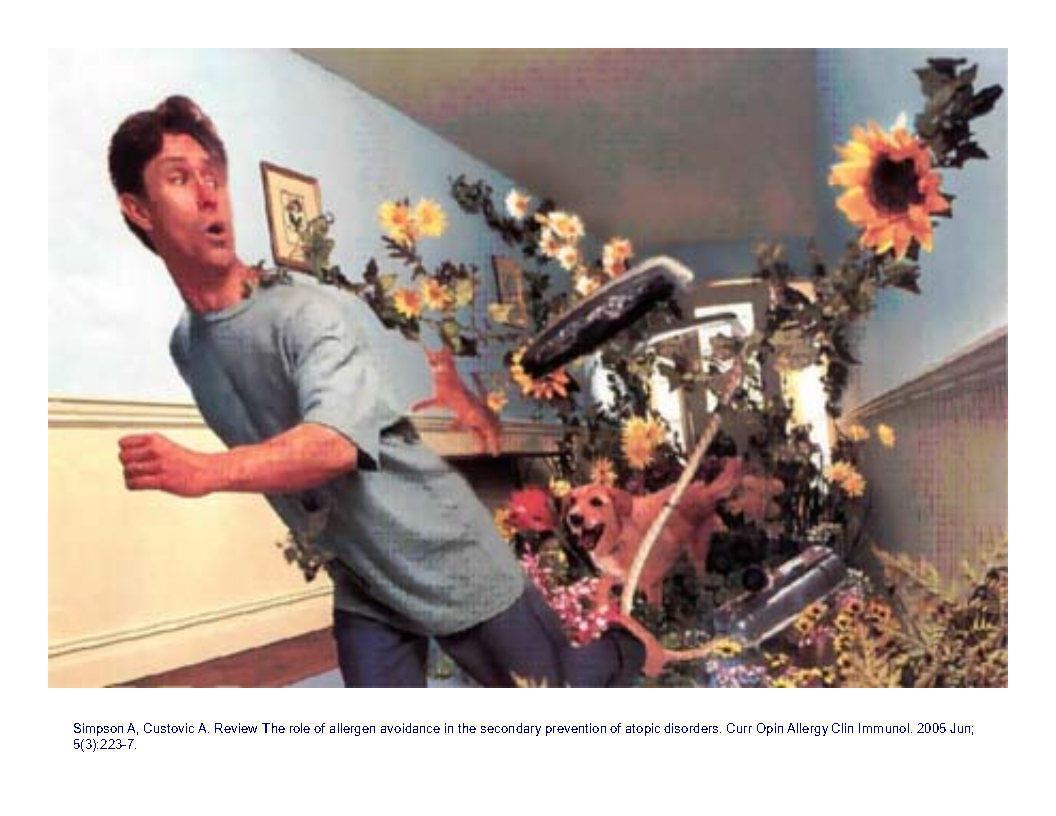 Simpson A, Custovic A. Review The role of allergen avoidance in the secondary prevention of atopic disorders. Curr Opin Allergy Clin Immunol. 2005 Jun;
5(3):223-7.